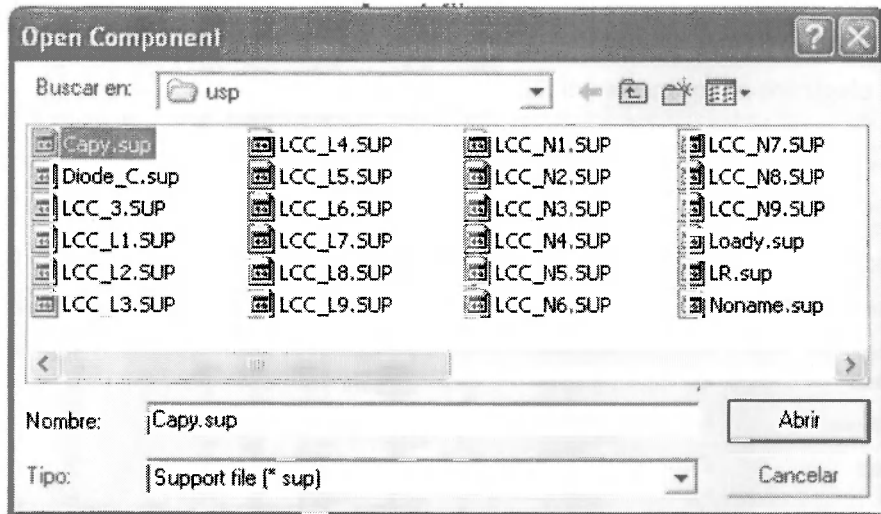 Open Component
Buscar en: usp
Capy.sup LCC_L4.SUP LCC_N1.SUP LCC_N7.SUP
Diode_C.sup LCC_L5.SUP LCC_N2.SUP LCC_N8.SUP
LCC_3.SUP LCC_L6.SUP LCC_N3.SUP LCC_N9.SUP
LCC_L1.SUP LCC_L7.SUP LCC_N4.SUP Loady.sup
LCC_L2.SUP LCC_L8.SUP LCC_N5.SUP LR.sup
LCC_L3.SUP LCC_L9.SUP LCC_N6.SUP Noname.sup
Nombre: Capy.sup Abrir
Tipo: Support file (* sup) Cancelar